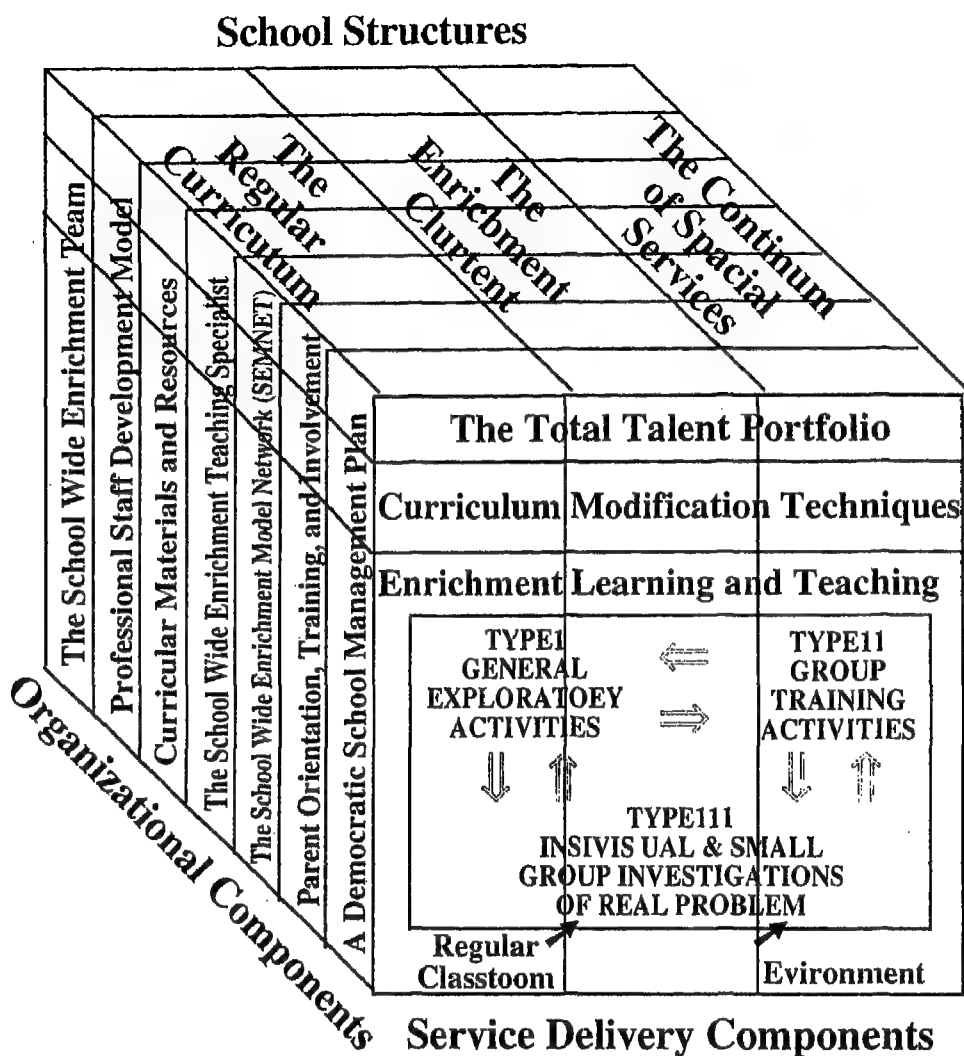 School Structures
The
Regular
Curricutum
The
Enricbment
Clurtent
The Continum
of Spacial
Services
The School Wide Enrichment Team
Professional Staff Development Model
Curricular Materials and Resources
The School Wide Enrichment Teaching Specialist
The School Wide Enrichment Model Network (SEMNET)
Parent Orientation, Training, and Involvement
A Democratic School Management Plan
Organizational Components
The Total Talent Portfolio
Curriculum Modification Techniques
Enrichment Learning and Teaching
TYPE1
GENERAL
EXPLORATOEY
ACTIVITIES
TYPE11
GROUP
TRAINING
ACTIVITIES
TYPE111
INSIVIS UAL & SMALL
GROUP INVESTIGATIONS
OF REAL PROBLEM
Regular
Classtoom
Evironment
Service Delivery Components